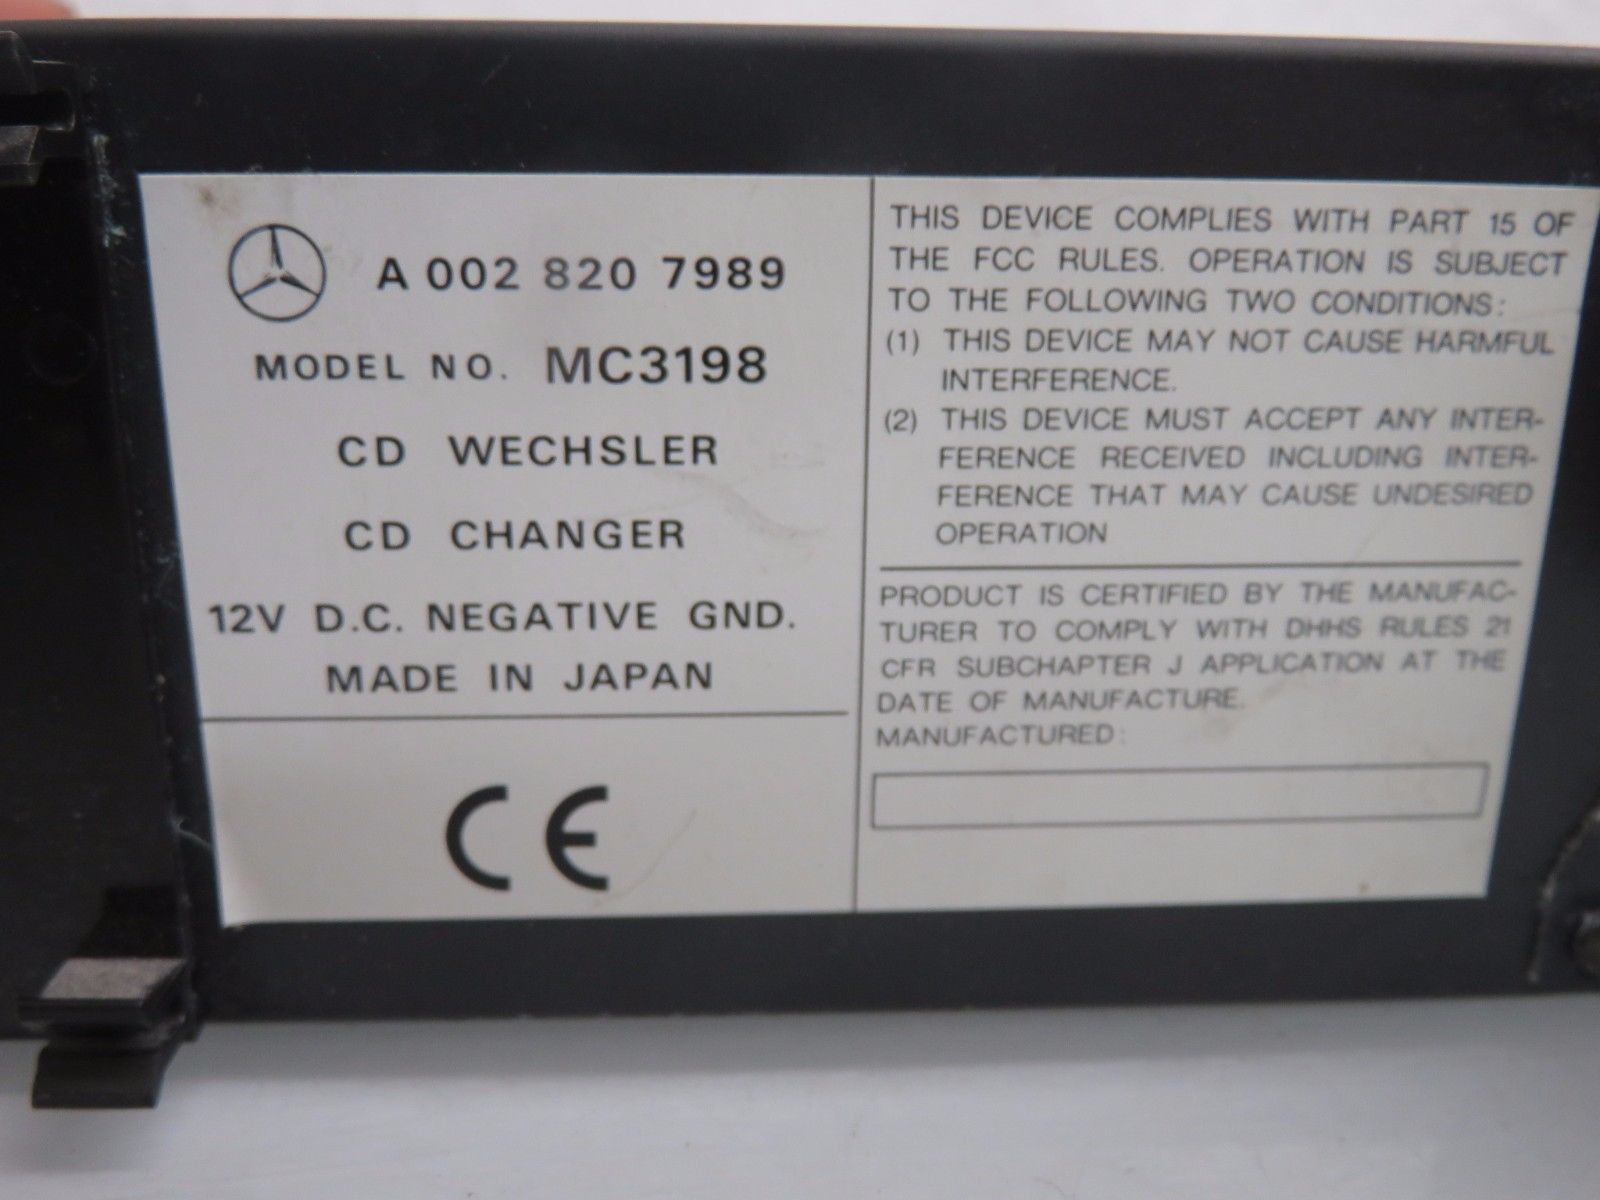 A 002 820 7989
MODEL NO. MC3198
CD WECHSLER
CD CHANGER
12V D.C. NEGATIVE GND.
MADE IN JAPAN
CE
THIS DEVICE COMPLIES WITH PART 15 OF
THE FCC RULES. OPERATION IS SUBJECT
TO THE FOLLOWING TWO CONDITIONS:
(1) THIS DEVICE MAY NOT CAUSE HARMFUL
INTERFERENCE.
(2) THIS DEVICE MUST ACCEPT ANY INTER-
FERENCE RECEIVED INCLUDING INTER-
FERENCE THAT MAY CAUSE UNDESIRED
OPERATION
PRODUCT IS CERTIFIED BY THE MANUFAC-
TURER TO COMPLY WITH DHHS RULES 21
CFR SUBCHAPTER J APPLICATION AT THE
DATE OF MANUFACTURE.
MANUFACTURED: